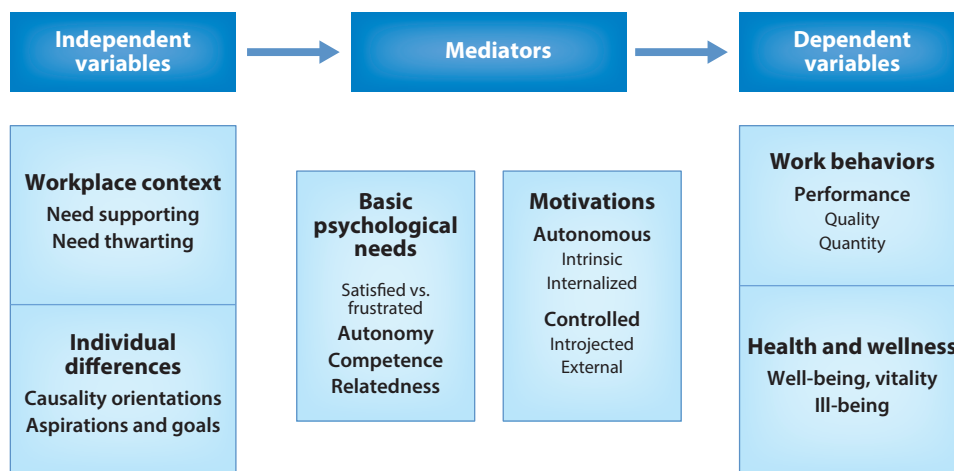 Independent
variables
Mediators
Dependent
variables
Workplace context
Need supporting
Need thwarting
Individual
differences
Causality orientations
Aspirations and goals
Basic
psychological
needs
Satisfied vs.
frustrated
Autonomy
Competence
Relatedness
Motivations
Autonomous
Intrinsic
Internalized
Controlled
Introjected
External
Work behaviors
Performance
Quality
Quantity
Health and wellness
Well-being, vitality
Ill-being